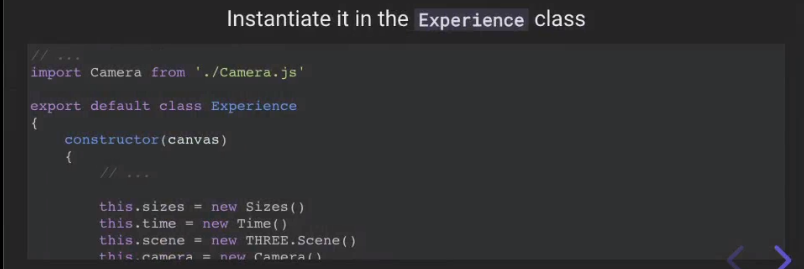 Instantiate it in the Experience class
// ...
import Camera from './Camera.js'
export default class Experience
{
    constructor(canvas)
    {
        // ...
        this.sizes = new Sizes()
        this.time = new Time()
        this.scene = new THREE.Scene()
        this.camera = new Camera()